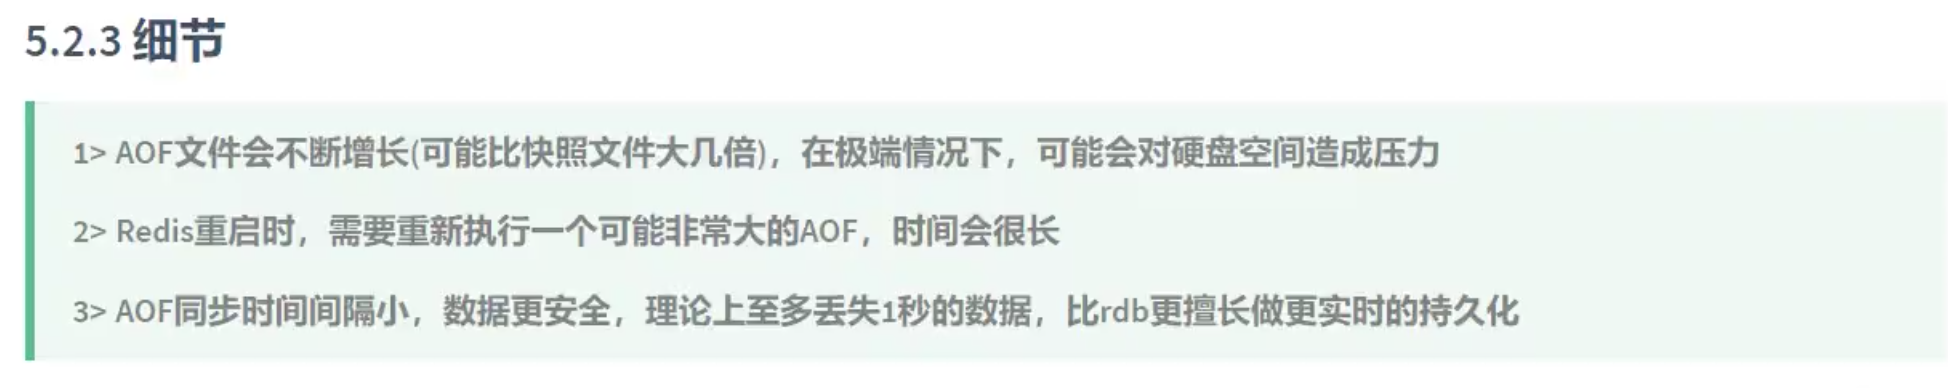 5.2.3 细节
1> AOF文件会不断增长(可能比快照文件大几倍)，在极端情况下，可能会对硬盘空间造成压力
2> Redis重启时，需要重新执行一个可能非常大的AOF，时间会很长
3> AOF同步时间间隔小，数据更安全，理论上至多丢失1秒的数据，比rdb更擅长做更实时的持久化